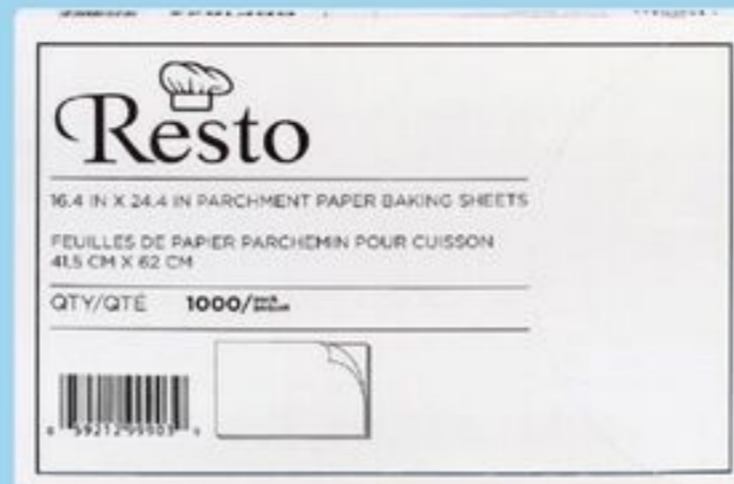 Resto
16.4 IN X 24.4 IN PARCHMENT PAPER BAKING SHEETS
FEUILLES DE PAPIER PARCHEMIN POUR CUISSON
41.5 CM X 62 CM
QTY/QTÉ 1000/